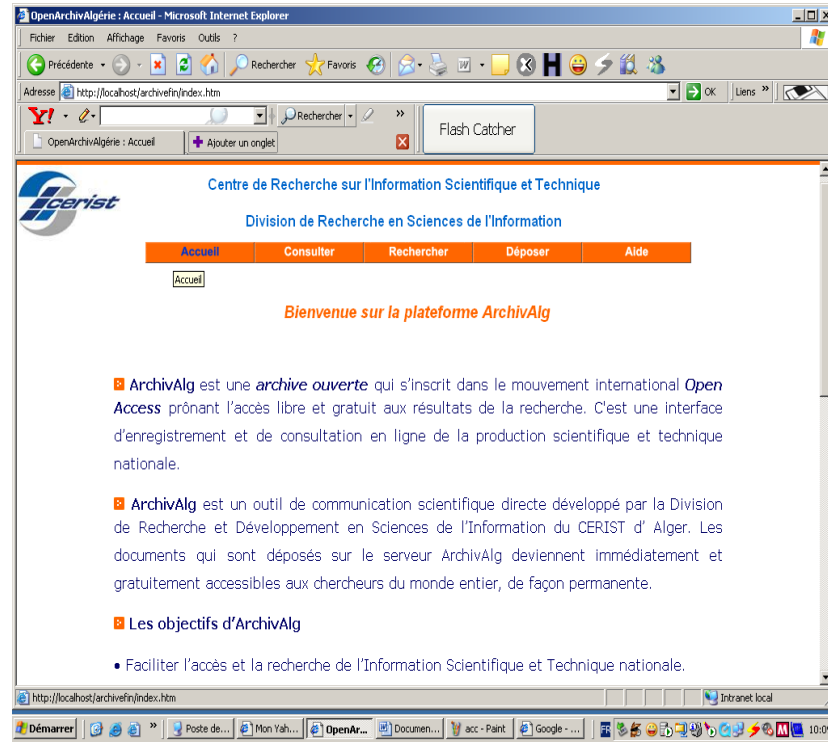 OpenArchivAlgérie : Accueil - Microsoft Internet Explorer
Fichier Edition Affichage Favoris Outils ?
Précédente Rechercher Favoris
Adresse http://localhost/archivefin/index.htm OK Liens »
Y! Rechercher »
Flash Catcher
OpenArchivAlgérie : Accueil Ajouter un onglet
cerist
Centre de Recherche sur l'Information Scientifique et Technique
Division de Recherche en Sciences de l'Information
Accueil Consulter Rechercher Déposer Aide
Accueil
Bienvenue sur la plateforme ArchivAlg
ArchivAlg est une archive ouverte qui s'inscrit dans le mouvement international Open
Access prônant l'accès libre et gratuit aux résultats de la recherche. C'est une interface
d'enregistrement et de consultation en ligne de la production scientifique et technique
nationale.
ArchivAlg est un outil de communication scientifique directe développé par la Division
de Recherche et Développement en Sciences de l'Information du CERIST d' Alger. Les
documents qui sont déposés sur le serveur ArchivAlg deviennent immédiatement et
gratuitement accessibles aux chercheurs du monde entier, de façon permanente.
Les objectifs d'ArchivAlg
• Faciliter l'accès et la recherche de l'Information Scientifique et Technique nationale.
http://localhost/archivefin/index.htm Intranet local
Démarrer » Poste de... Mon Yah... OpenAr... Documen... acc - Paint Google - ...